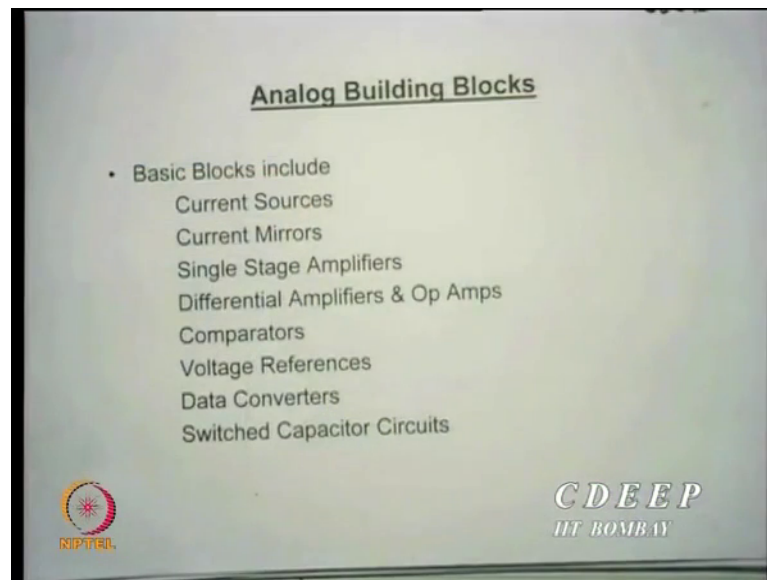 Analog Building Blocks
• Basic Blocks include
Current Sources
Current Mirrors
Single Stage Amplifiers
Differential Amplifiers & Op Amps
Comparators
Voltage References
Data Converters
Switched Capacitor Circuits
NPTEL
CDEEP
IIT BOMBAY